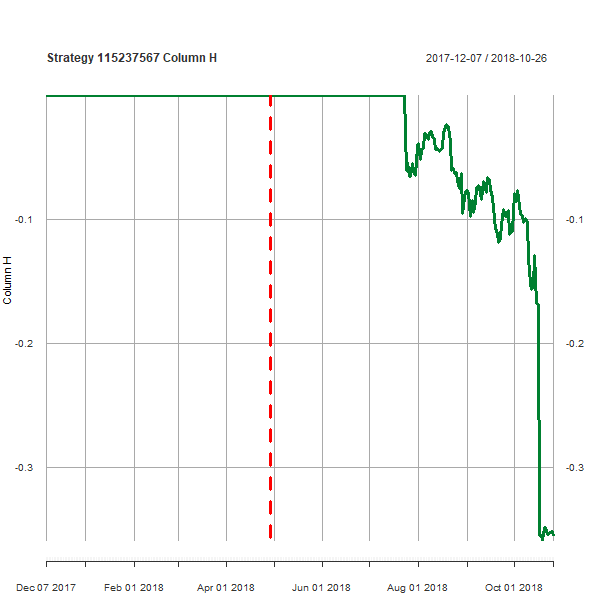 Strategy 115237567 Column H
2017-12-07 / 2018-10-26
-0.1
-0.1
Column H
-0.2
-0.2
-0.3
-0.3
Dec 07 2017
Feb 01 2018
Apr 01 2018
Jun 01 2018
Aug 01 2018
Oct 01 2018